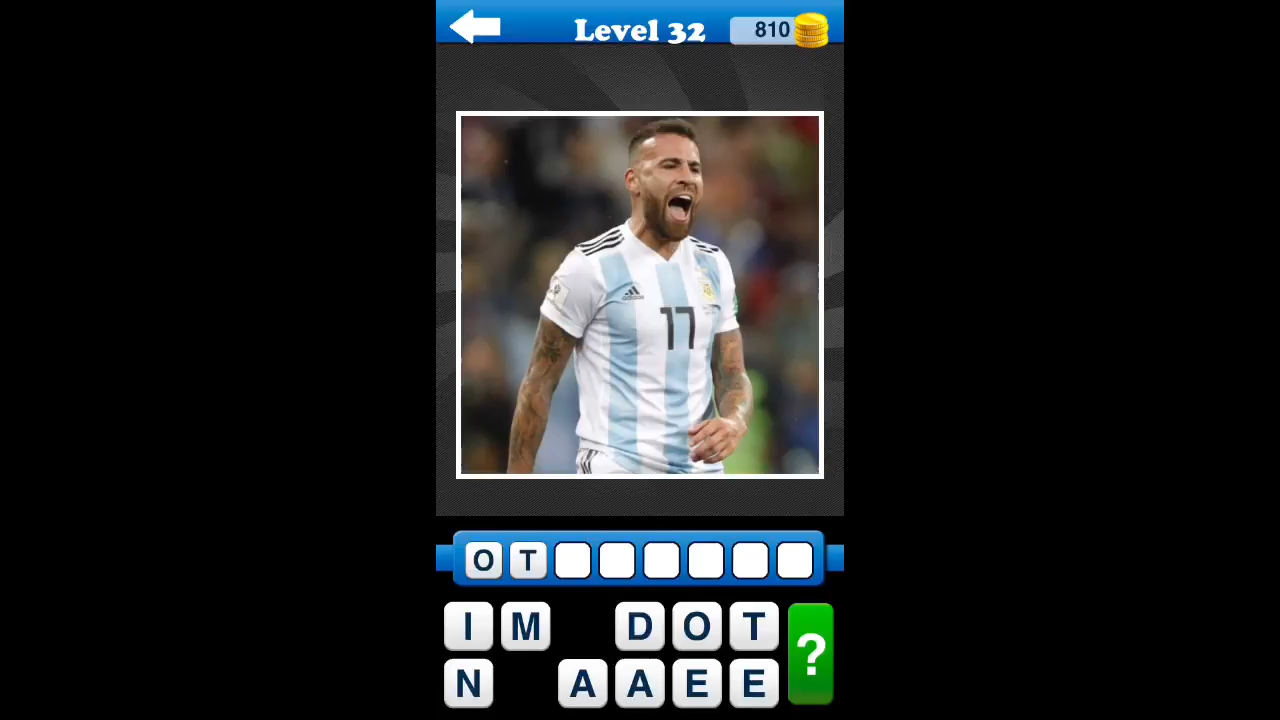 Level 32
810
adidas
17
O T
I M D O T
?
N A A E E